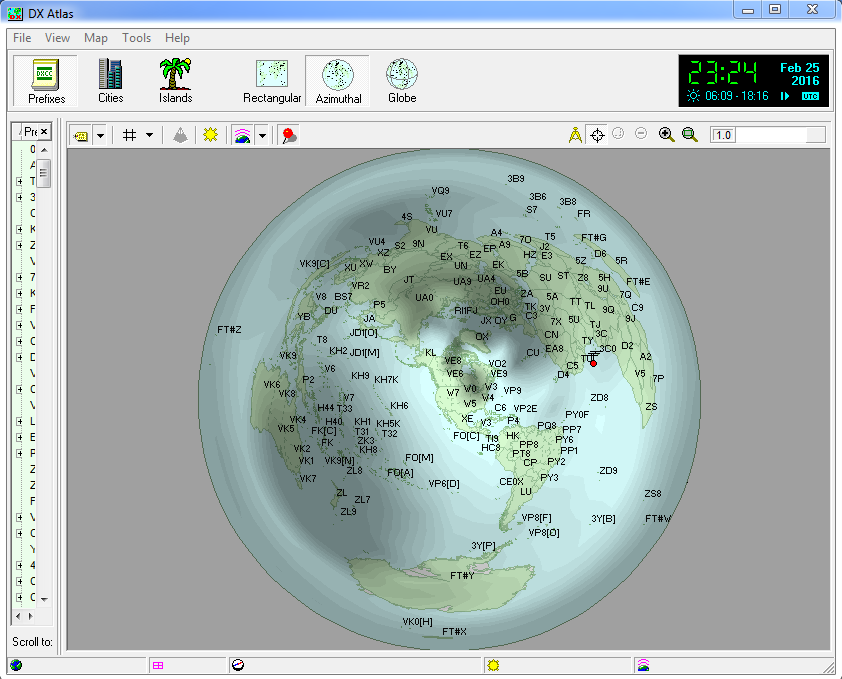 DX Atlas
File View Map Tools Help
DXCC
Prefixes Cities Islands Rectangular Azimuthal Globe
23:24 Feb 25
2016
06:09 - 18:16 UTC
1.0
Scroll to:
3B9
VQ9 3B6 3B8
4S VU7 S7 FR
VU A4 7O T5 FT#G
VU4 S2 9N T6 EP A9 J2 D6
XZ EX EZ HZ E3 5Z 5R
VK9[C] XU XW BY UN EK 5B SU ST Z8 5H FT#E
VR2 JT UA9 UA4 9U
V8 BS7 UA0 EU ZA 5A TT 7Q
DU P5 OH0 TK 3V TL 9Q C9
YB JA RI1FJ JX OY G C3 7X 5U TJ 9J
FT#Z JD1[O] OX CN TY 3C
T8 KH2 JD1[M] KL CU EA8 3C0 D2
VK9 V6 VE8 VO2 C5 A2
P2 KH9 KH7K VE6 VE9 D4 V5 7P
VK6 VK8 W7 W0 W3 VP9
V7 KH6 W5 W4 C6 VP2E ZD8 ZS
H44 T33 PY0F
VK4 H40 KH1 KH5K XE V3 P4 PQ8 PP7
VK5 FK[C] T31 T32 FO[C] TI9 HK PY6
FK ZK3 HC8 PP8 PP1
VK2 KH8 FO[M] PT8
VK1 VK9[N] CP PY2
ZL8 FO[A] ZD9
VK7 VP6[D] CE0X PY3
ZL ZL7 LU ZS8
ZL9 VP8[F] 3Y[B] FT#W
VP8[O]
3Y[P]
FT#Y
VK0[H]
FT#X